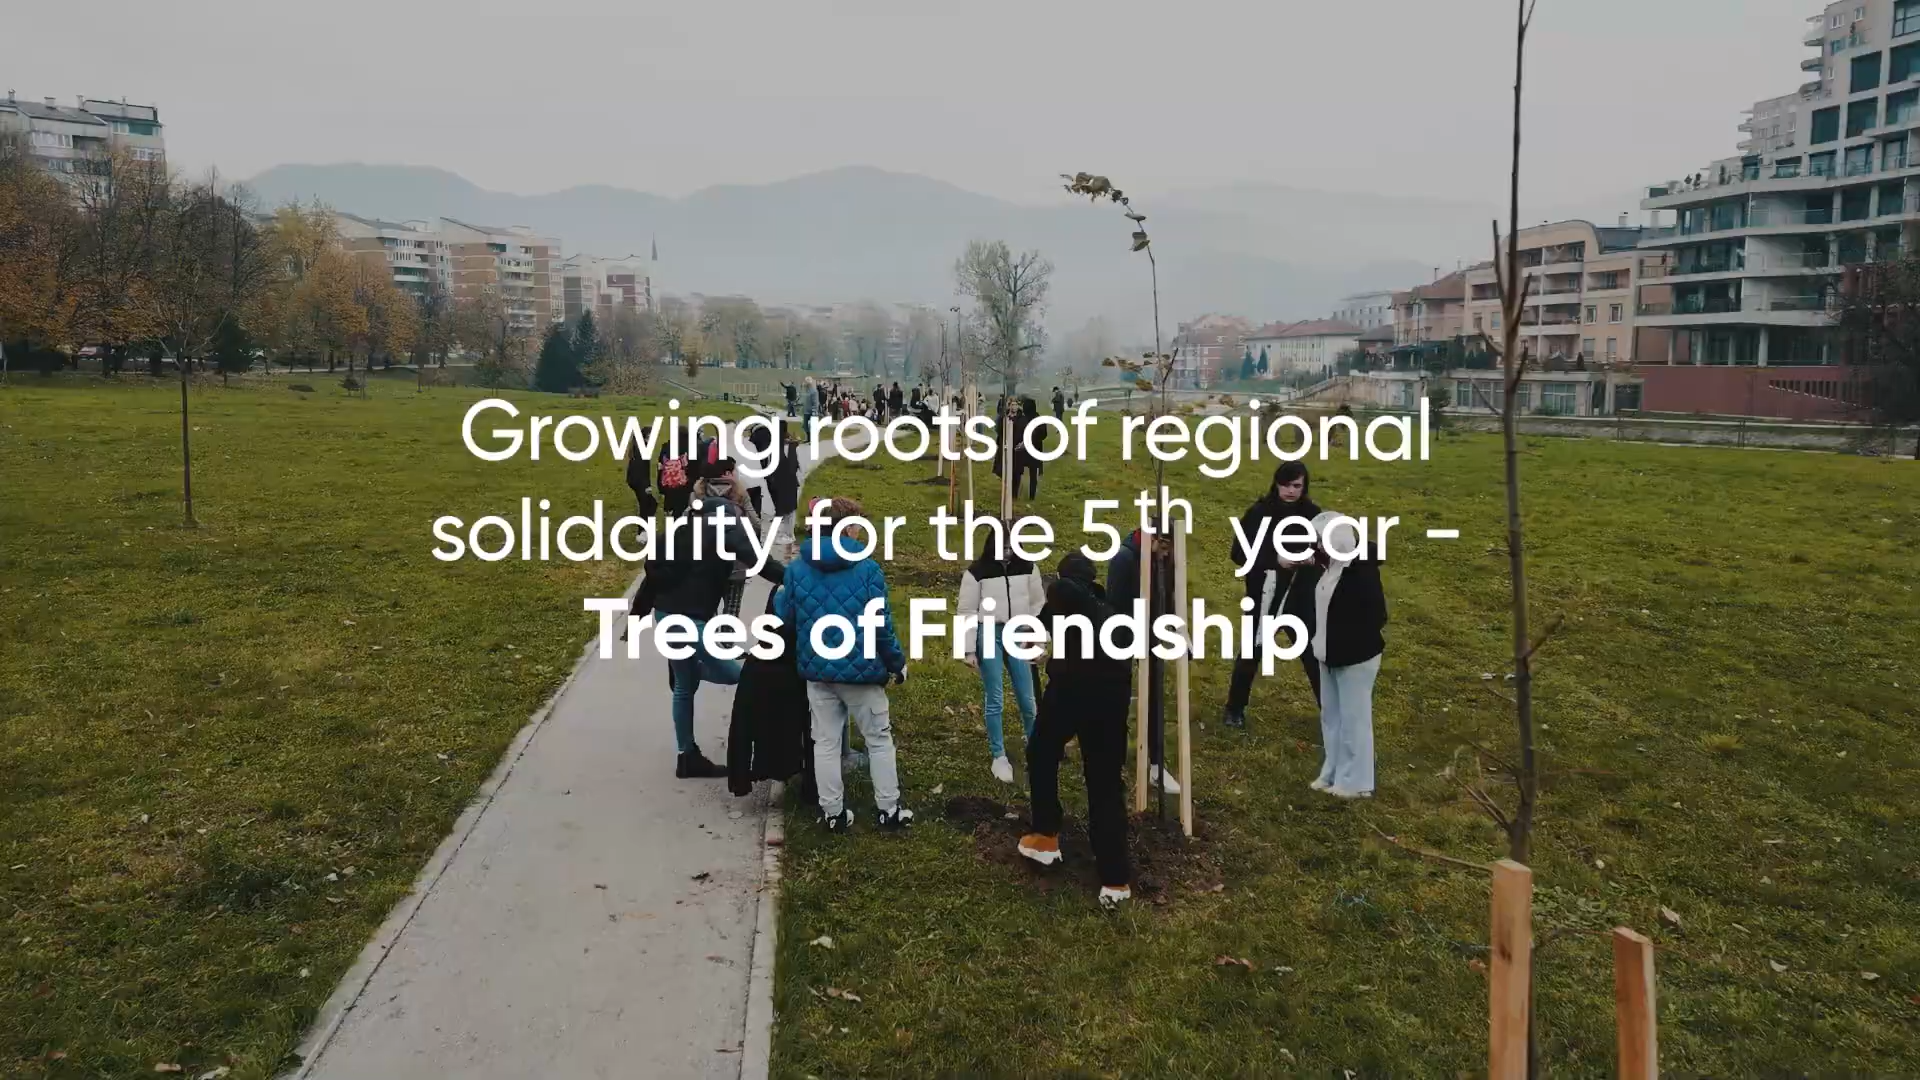 Growing roots of regional
solidarity for the 5th year -
Trees of Friendship